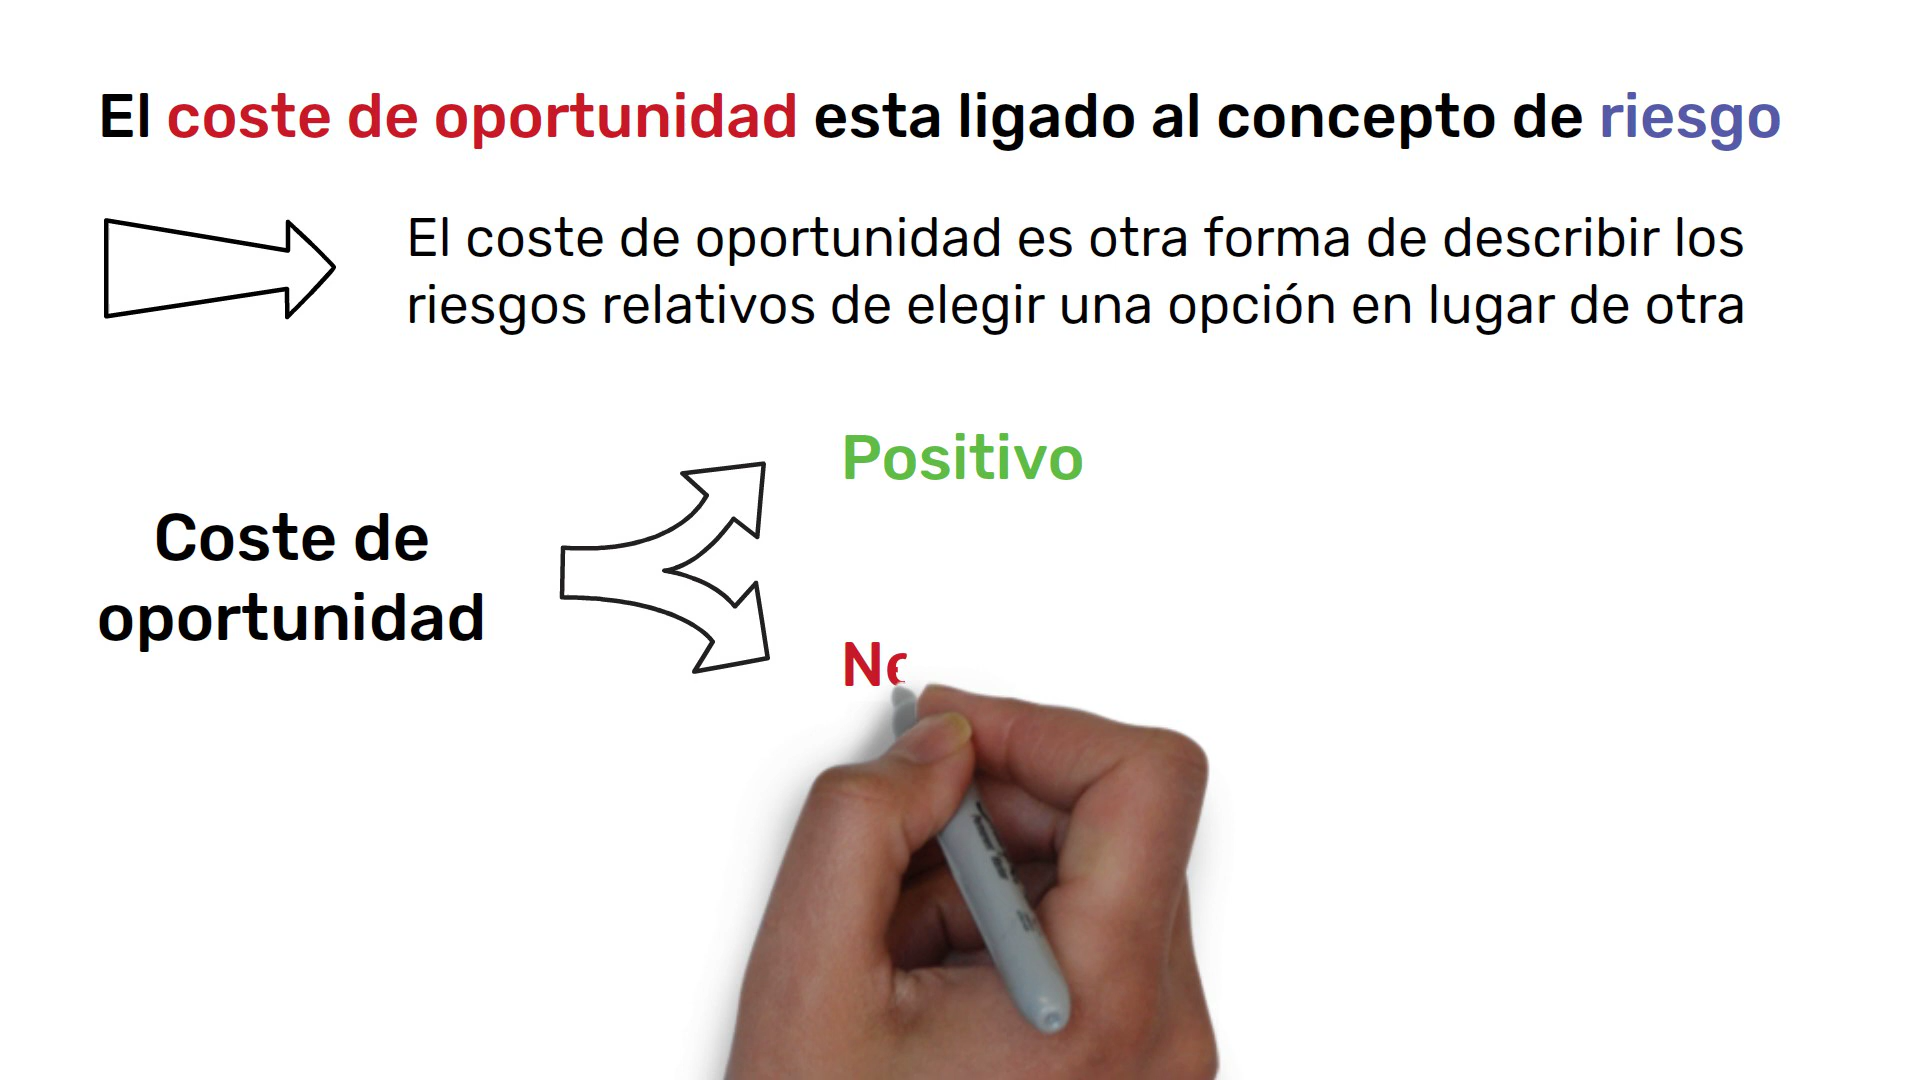 El coste de oportunidad esta ligado al concepto de riesgo
El coste de oportunidad es otra forma de describir los
riesgos relativos de elegir una opción en lugar de otra
Positivo
Coste de
oportunidad